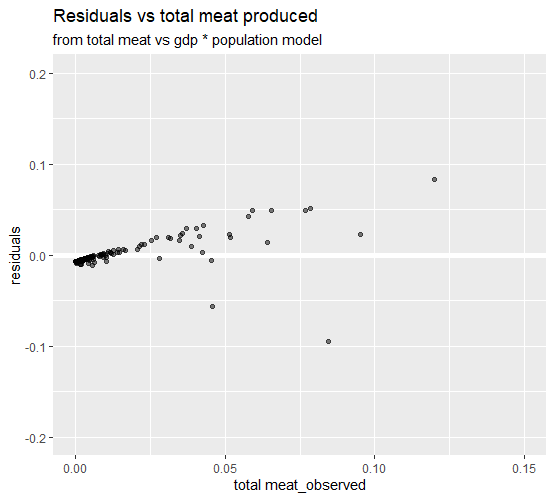 Residuals vs total meat produced
from total meat vs gdp * population model
0.2
0.1
0.0
-0.1
-0.2
residuals
0.00 0.05 0.10 0.15
total meat_observed